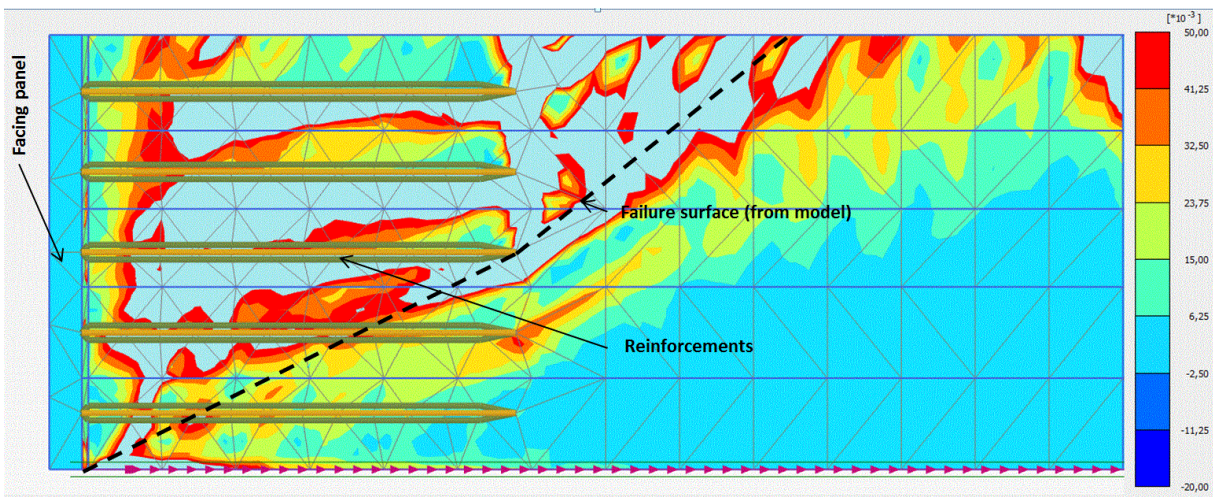 [*10 -3 ]
50,00
41,25
32,50
23,75
15,00
6,25
-2,50
-11,25
-20,00
Facing panel
Failure surface (from model)
Reinforcements